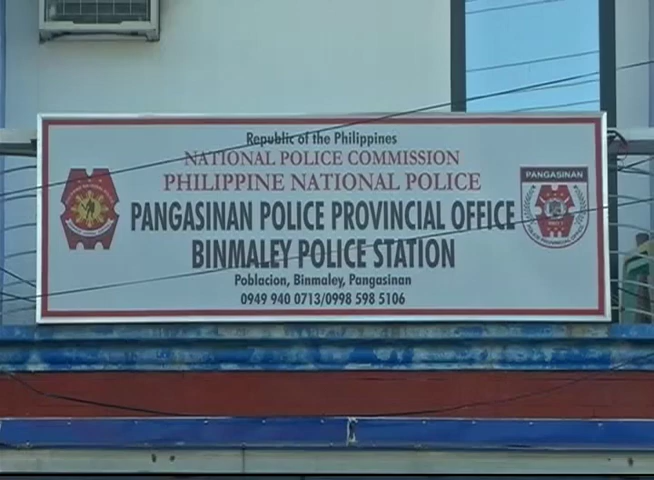 Republic of the Philippines
NATIONAL POLICE COMMISSION
PHILIPPINE NATIONAL POLICE
PANGASINAN POLICE PROVINCIAL OFFICE
BINMALEY POLICE STATION
Poblacion, Binmaley, Pangasinan
0949 940 0713/0998 598 5106
PANGASINAN